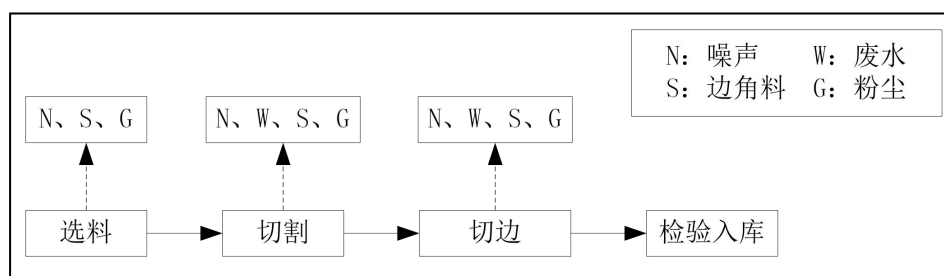 N：噪声 W：废水
S：边角料 G：粉尘
N、S、G
N、W、S、G
N、W、S、G
选料
切割
切边
检验入库